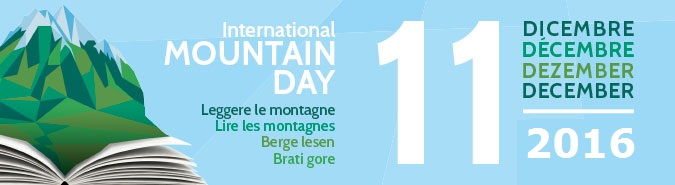 International
MOUNTAIN
DAY
Leggere le montagne
Lire les montagnes
Berge lesen
Brati gore
11
DICEMBRE
DÉCEMBRE
DEZEMBER
DECEMBER
2016